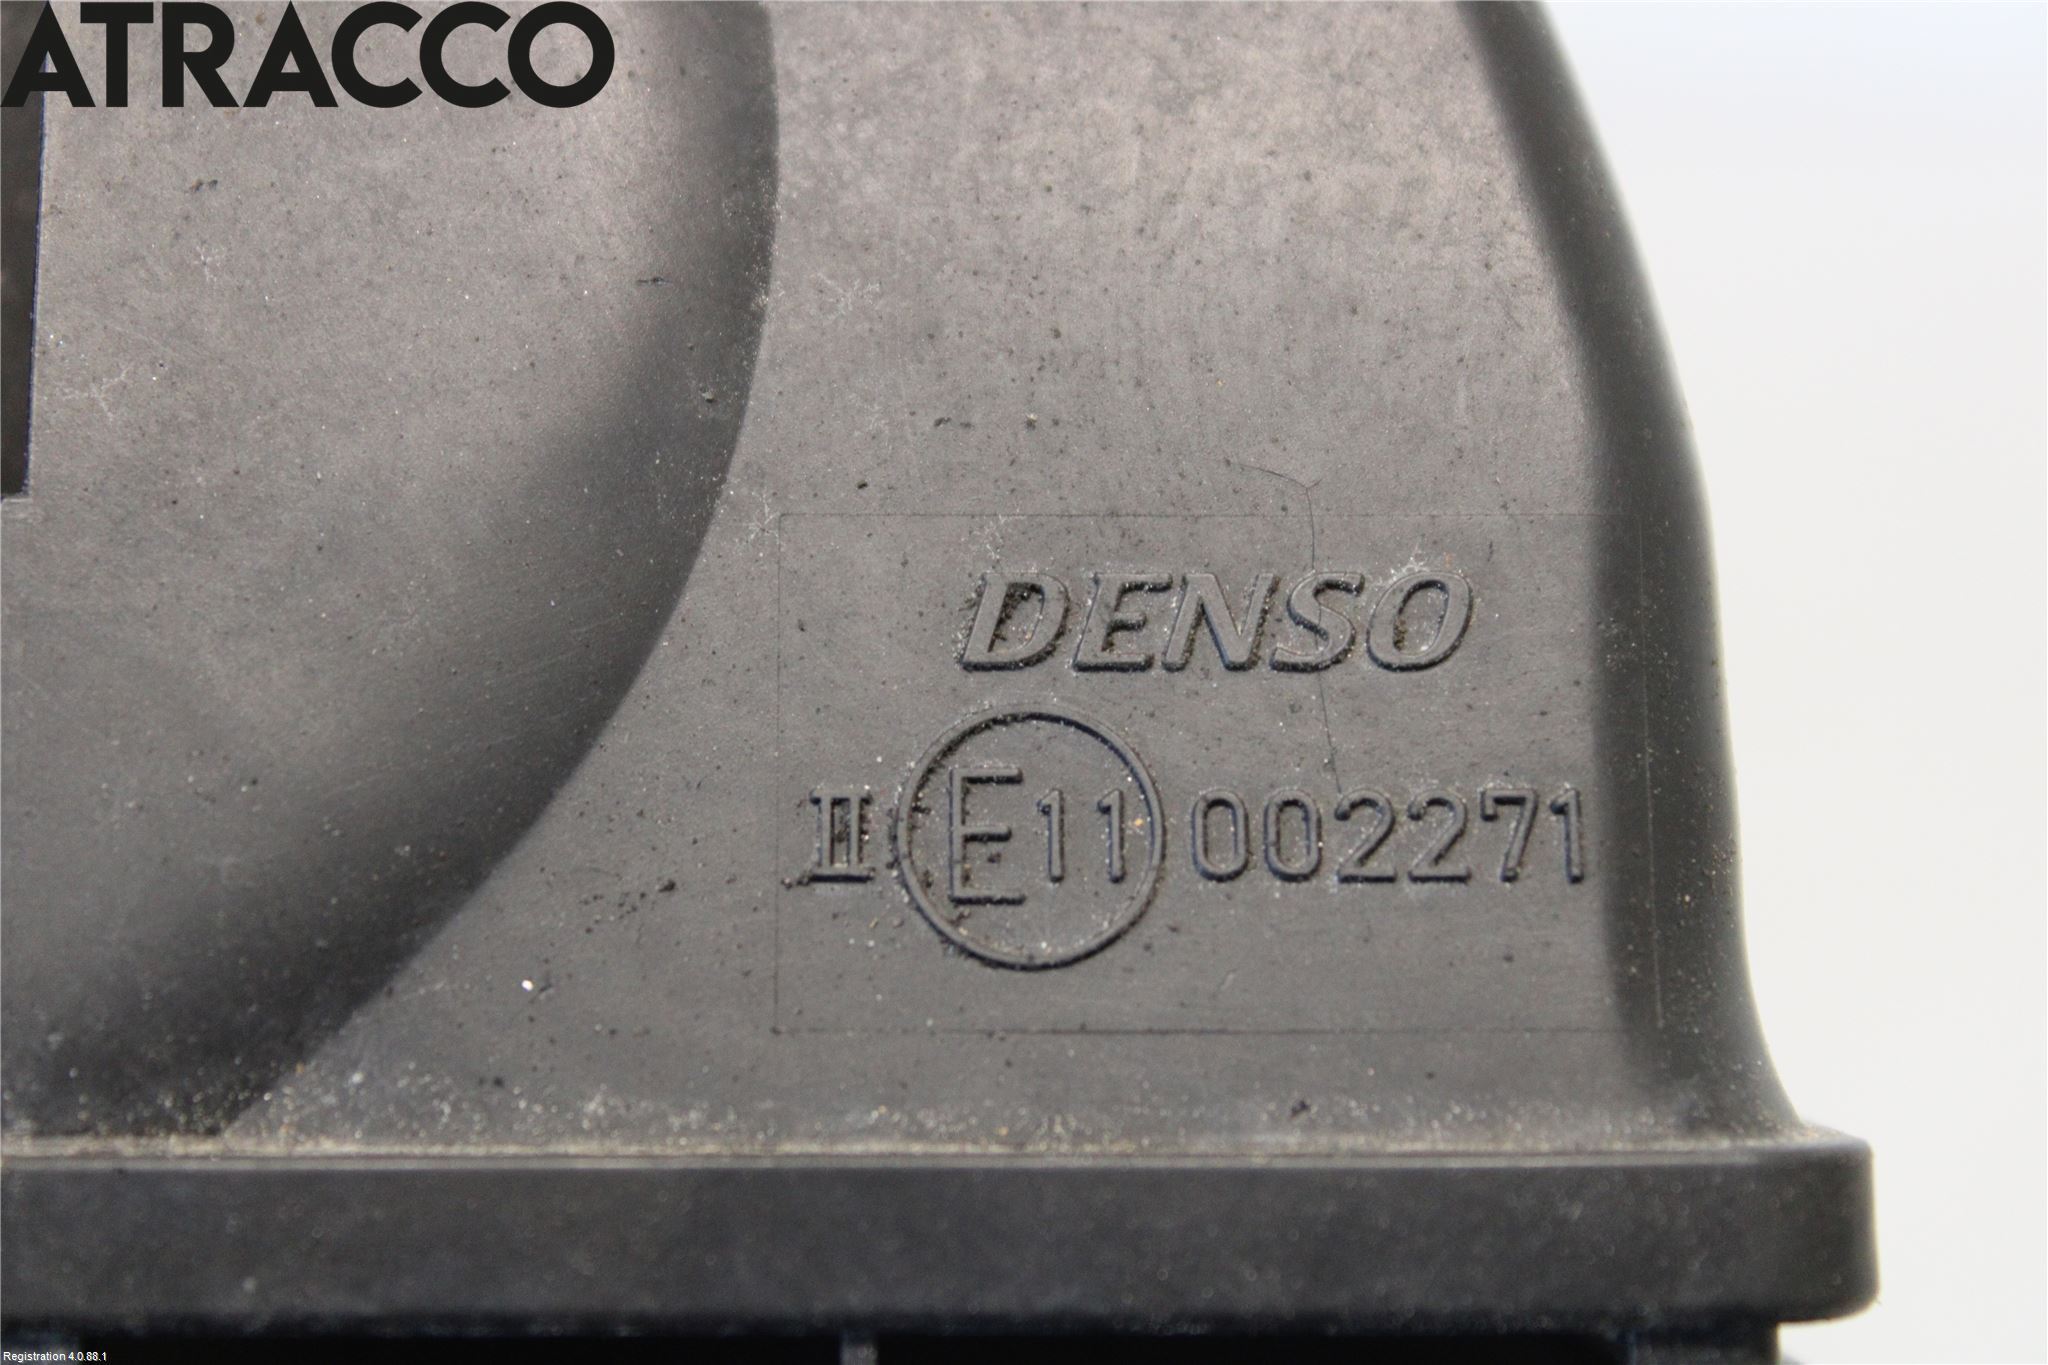 ATRACCO
DENSO
II E11 002271
Registration 4.0.88.1